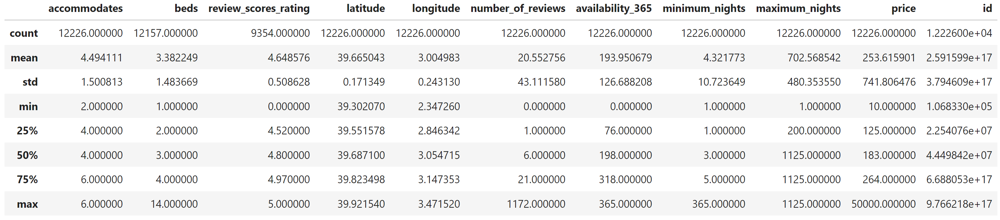 accommodates beds review_scores_rating latitude longitude number_of_reviews availability_365 minimum_nights maximum_nights price id
count 12226.000000 12157.000000 9354.000000 12226.000000 12226.000000 12226.000000 12226.000000 12226.000000 12226.000000 12226.000000 1.222600e+04
mean 4.494111 3.382249 4.648576 39.665043 3.004983 20.552756 193.950679 4.321773 702.568542 253.615901 2.591599e+17
std 1.500813 1.483669 0.508628 0.171349 0.243130 43.111580 126.688208 10.723649 480.353550 741.806476 3.794609e+17
min 2.000000 1.000000 0.000000 39.302070 2.347260 0.000000 0.000000 1.000000 1.000000 10.000000 1.068330e+05
25% 4.000000 2.000000 4.520000 39.551578 2.846342 1.000000 76.000000 1.000000 200.000000 125.000000 2.254076e+07
50% 4.000000 3.000000 4.800000 39.687100 3.054715 6.000000 198.000000 3.000000 1125.000000 183.000000 4.449842e+07
75% 6.000000 4.000000 4.970000 39.823498 3.147353 21.000000 318.000000 5.000000 1125.000000 264.000000 6.688053e+17
max 6.000000 14.000000 5.000000 39.921540 3.471520 1172.000000 365.000000 365.000000 1125.000000 50000.000000 9.766218e+17